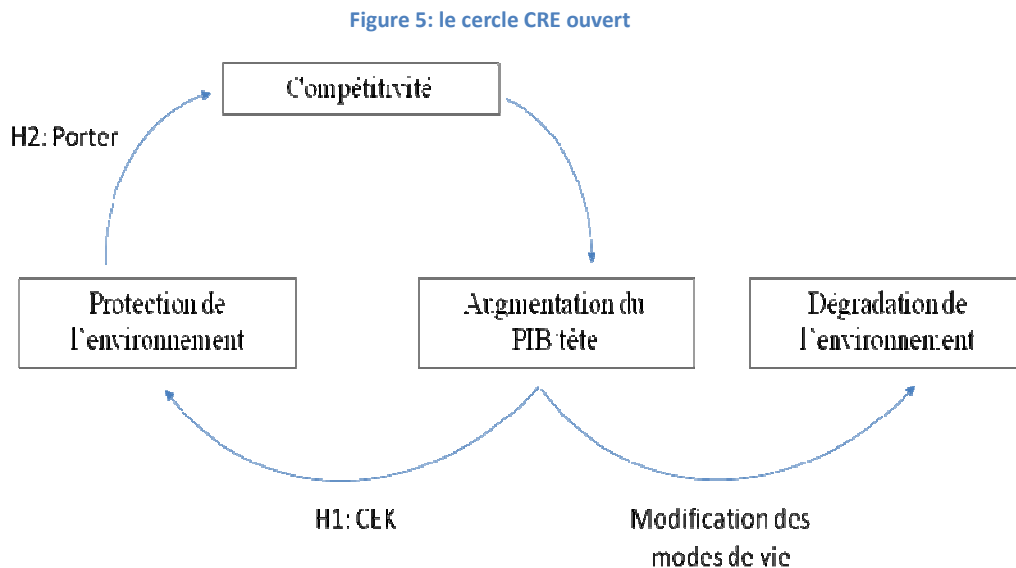 Figure 5: le cercle CRE ouvert
Compétitivité
H2: Porter
Protection de
l'environnement
Augmentation du
PIB tête
Dégradation de
l'environnement
H1: CEK
Modification des
modes de vie